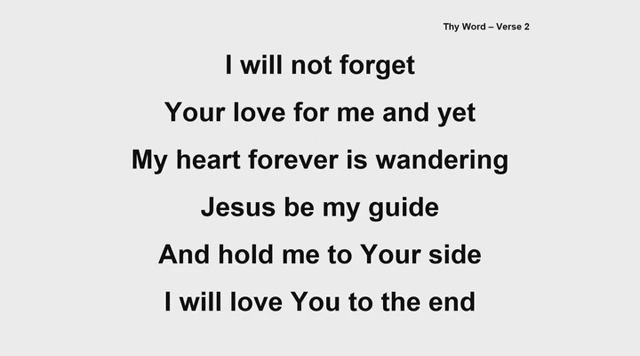 Thy Word – Verse 2
I will not forget
Your love for me and yet
My heart forever is wandering
Jesus be my guide
And hold me to Your side
I will love You to the end